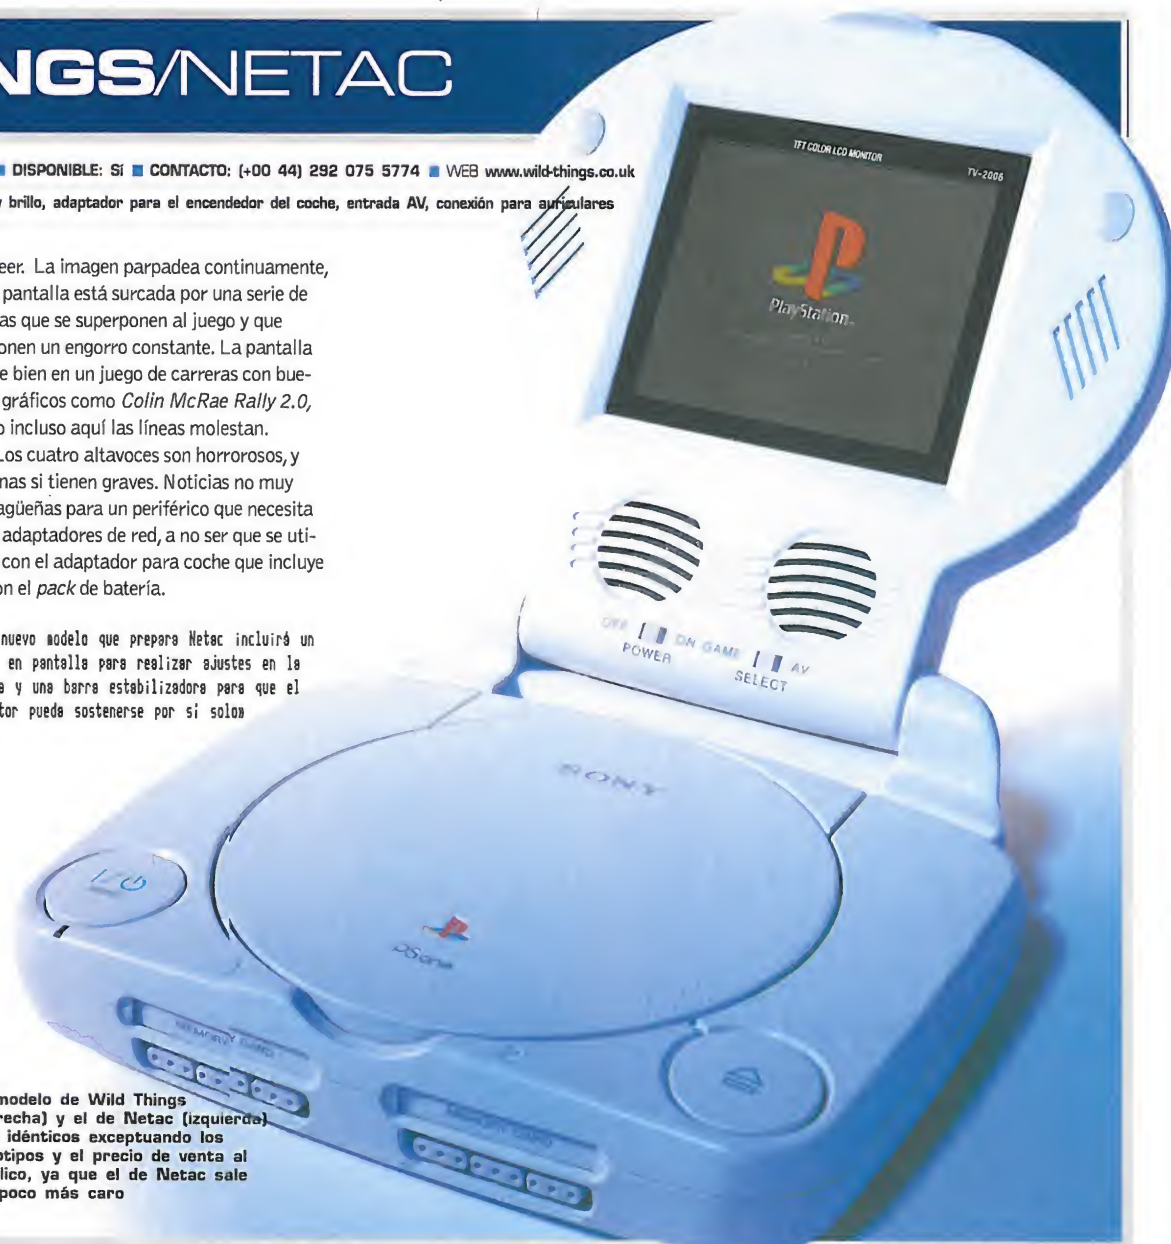 NGS/NETAC
DISPONIBLE: Sí ■ CONTACTO: (+00 44) 292 075 5774 ■ WEB www.wild-things.co.uk
y brillo, adaptador para el encendedor del coche, entrada AV, conexión para auriculares
eer. La imagen parpadea continuamente,
pantalla está surcada por una serie de
as que se superponen al juego y que
onen un engorro constante. La pantalla
e bien en un juego de carreras con bue-
gráficos como Colin McRae Rally 2.0,
o incluso aquí las líneas molestan.
Los cuatro altavoces son horrorosos, y
nas si tienen graves. Noticias no muy
agüeñas para un periférico que necesita
adaptadores de red, a no ser que se uti-
con el adaptador para coche que incluye
on el pack de batería.
nuevo modelo que prepara Netac incluirá un
en pantalla para realizar ajustes en la
a y una barra estabilizadora para que el
tor pueda sostenerse por sí solo
TFT COLOR LCD MONITOR
TV-2006
PlayStation
OFF ON GAME AV
POWER SELECT
SONY
PS one
MEMORY CARD
MEMORY CARD
modelo de Wild Things
recha) y el de Netac (izquierda)
idénticos exceptuando los
otipos y el precio de venta al
lico, ya que el de Netac sale
poco más caro